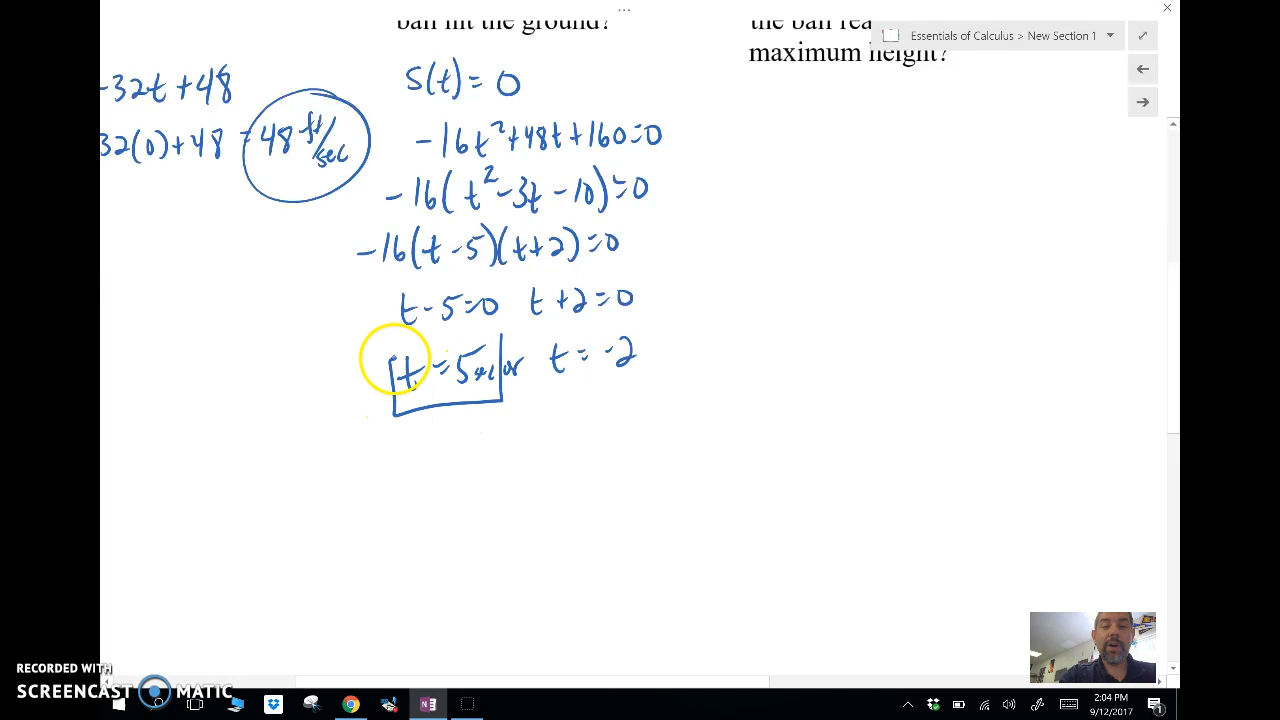 ball hit the ground?
the ball rea
maximum height?
Essentials of Calculus > New Section 1
-32t + 48
32(0) + 48 = 48 ft/sec
s(t) = 0
-16t² + 48t + 160 = 0
-16(t² - 3t - 10) = 0
-16(t - 5)(t + 2) = 0
t - 5 = 0 t + 2 = 0
t = 5 sec or t = -2
RECORDED WITH
SCREENCAST MATIC
2:04 PM
9/12/2017